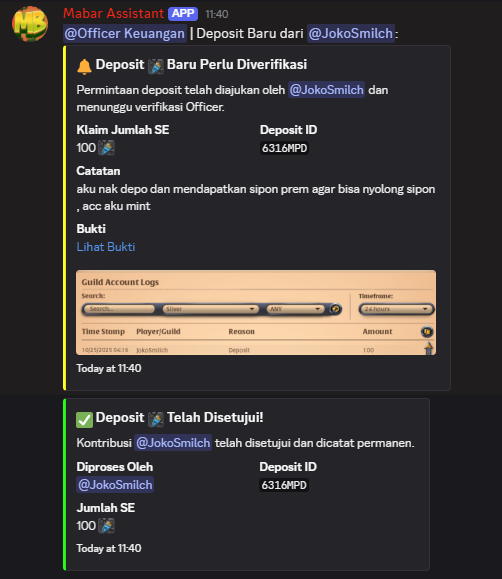 MB
Mabar Assistant APP 11:40
@Officer Keuangan | Deposit Baru dari @JokoSmilch:
Deposit Baru Perlu Diverifikasi
Permintaan deposit telah diajukan oleh @JokoSmilch dan
menunggu verifikasi Officer.
Klaim Jumlah SE Deposit ID
100 6316MPD
Catatan
aku nak depo dan mendapatkan sipon prem agar bisa nyolong sipon
, acc aku mint
Bukti
Lihat Bukti
Guild Account Logs
Search: Timeframe:
Search... Silver ANY 24 hours
Time Stamp Player/Guild Reason Amount
10/25/2025 04:16 JokoSmilch Deposit 100
Today at 11:40
Deposit Telah Disetujui!
Kontribusi @JokoSmilch telah disetujui dan dicatat permanen.
Diproses Oleh Deposit ID
@JokoSmilch 6316MPD
Jumlah SE
100
Today at 11:40